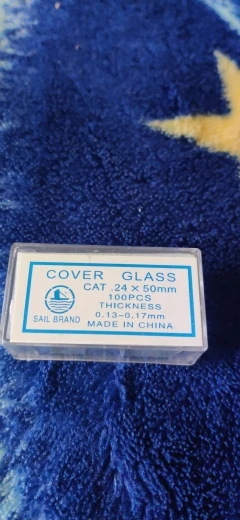 COVER GLASS
CAT .24 × 50mm
100PCS
THICKNESS
0.13-0.17mm
MADE IN CHINA
SAIL BRAND